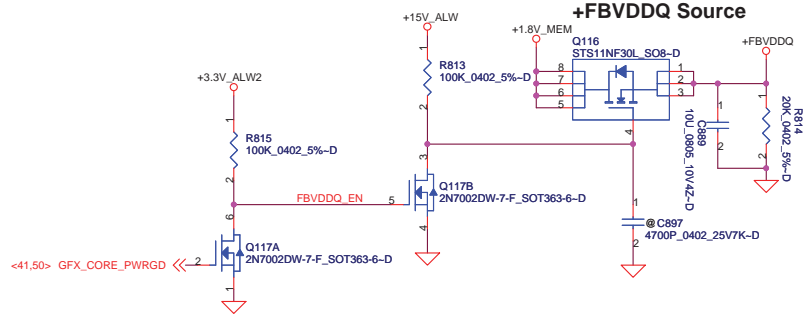 +FBVDDQ Source
+15V_ALW
+1.8V_MEM
Q116
STS11NF30L_SO8~D
+FBVDDQ
+3.3V_ALW2
1
R813
100K_0402_5%~D
2
8
7
6
5
1
2
3
4
1
C889
10U_0805_10V4Z~D
2
1
R814
20K_0402_5%~D
2
1
R815
100K_0402_5%~D
2
FBVDDQ_EN
3
5
Q117B
2N7002DW-7-F_SOT363-6~D
4
6
Q117A
2N7002DW-7-F_SOT363-6~D
<41,50> GFX_CORE_PWRGD
2
1
1
@C897
4700P_0402_25V7K~D
2